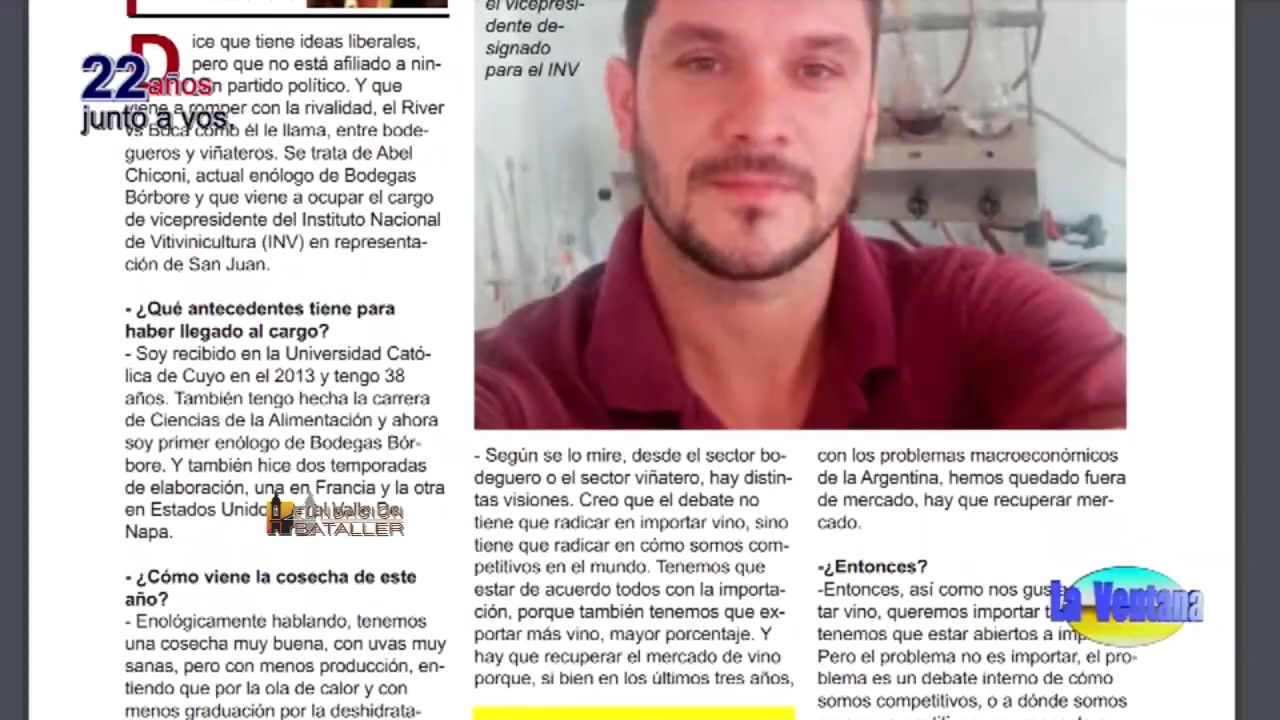 Dice que tiene ideas liberales,
pero que no está afiliado a nin-
n partido político. Y que
viene a romper con la rivalidad, el River
vs Boca como él le llama, entre bode-
gueros y viñateros. Se trata de Abel
Chiconi, actual enólogo de Bodegas
Bórbore y que viene a ocupar el cargo
de vicepresidente del Instituto Nacional
de Vitivinicultura (INV) en representa-
ción de San Juan.
- ¿Qué antecedentes tiene para
haber llegado al cargo?
- Soy recibido en la Universidad Cató-
lica de Cuyo en el 2013 y tengo 38
años. También tengo hecha la carrera
de Ciencias de la Alimentación y ahora
soy primer enólogo de Bodegas Bór-
bore. Y también hice dos temporadas
de elaboración, una en Francia y la otra
en Estados Unidos el Valle De
Napa.
- ¿Cómo viene la cosecha de este
año?
- Enológicamente hablando, tenemos
una cosecha muy buena, con uvas muy
sanas, pero con menos producción, en-
tiendo que por la ola de calor y con
menos graduación por la deshidrata-
el vicepresi-
dente de-
signado
para el INV
- Según se lo mire, desde el sector bo-
deguero o el sector viñatero, hay distin-
tas visiones. Creo que el debate no
tiene que radicar en importar vino, sino
tiene que radicar en cómo somos com-
petitivos en el mundo. Tenemos que
estar de acuerdo todos con la importa-
ción, porque también tenemos que ex-
portar más vino, mayor porcentaje. Y
hay que recuperar el mercado de vino
porque, si bien en los últimos tres años,
con los problemas macroeconómicos
de la Argentina, hemos quedado fuera
de mercado, hay que recuperar mer-
cado.
-¿Entonces?
-Entonces, así como nos gus
tar vino, queremos importar t
tenemos que estar abiertos a imp
Pero el problema no es importar, el pro-
blema es un debate interno de cómo
somos competitivos, o a dónde somos
22 años
junto a vos.
FUNDACIÓN
BATALLER
La Ventana